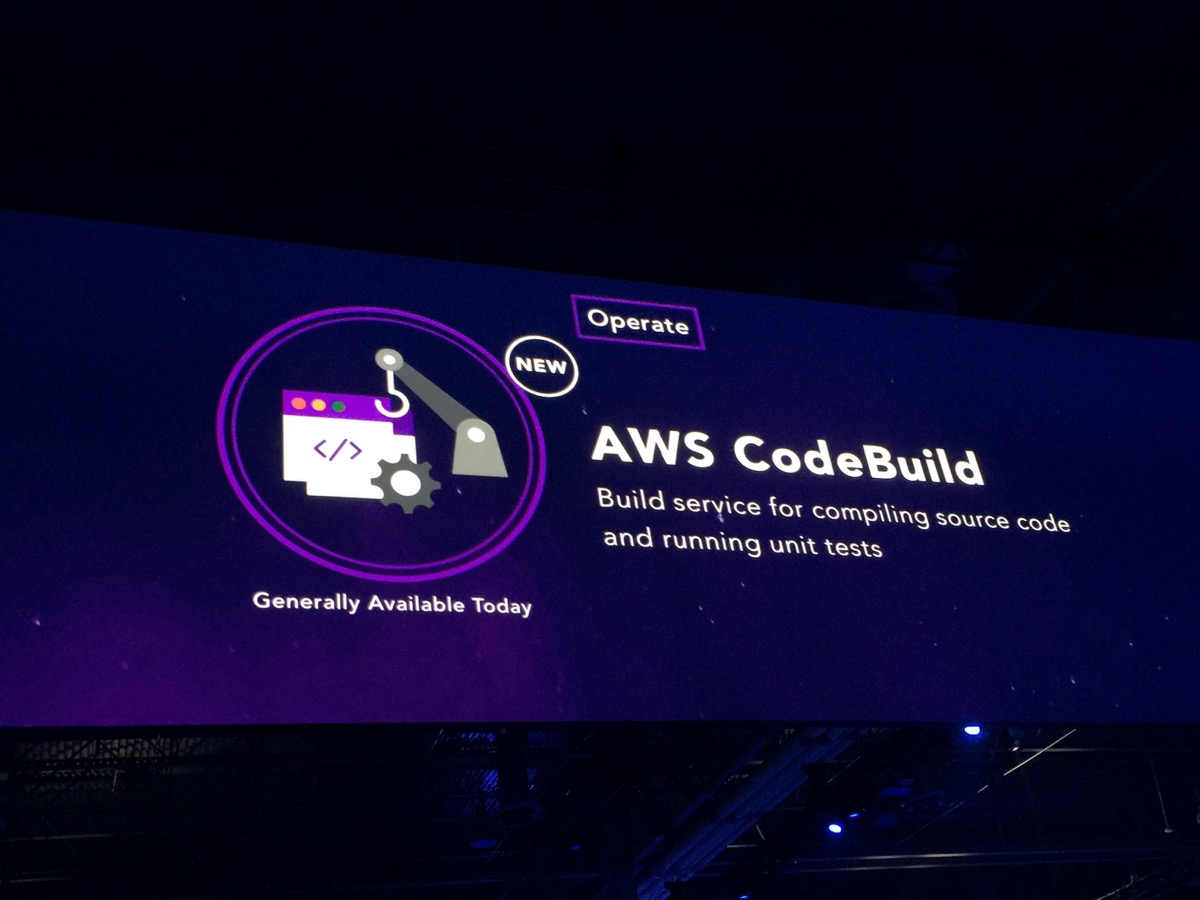 Operate
NEW
</>
AWS CodeBuild
Build service for compiling source code
and running unit tests
Generally Available Today